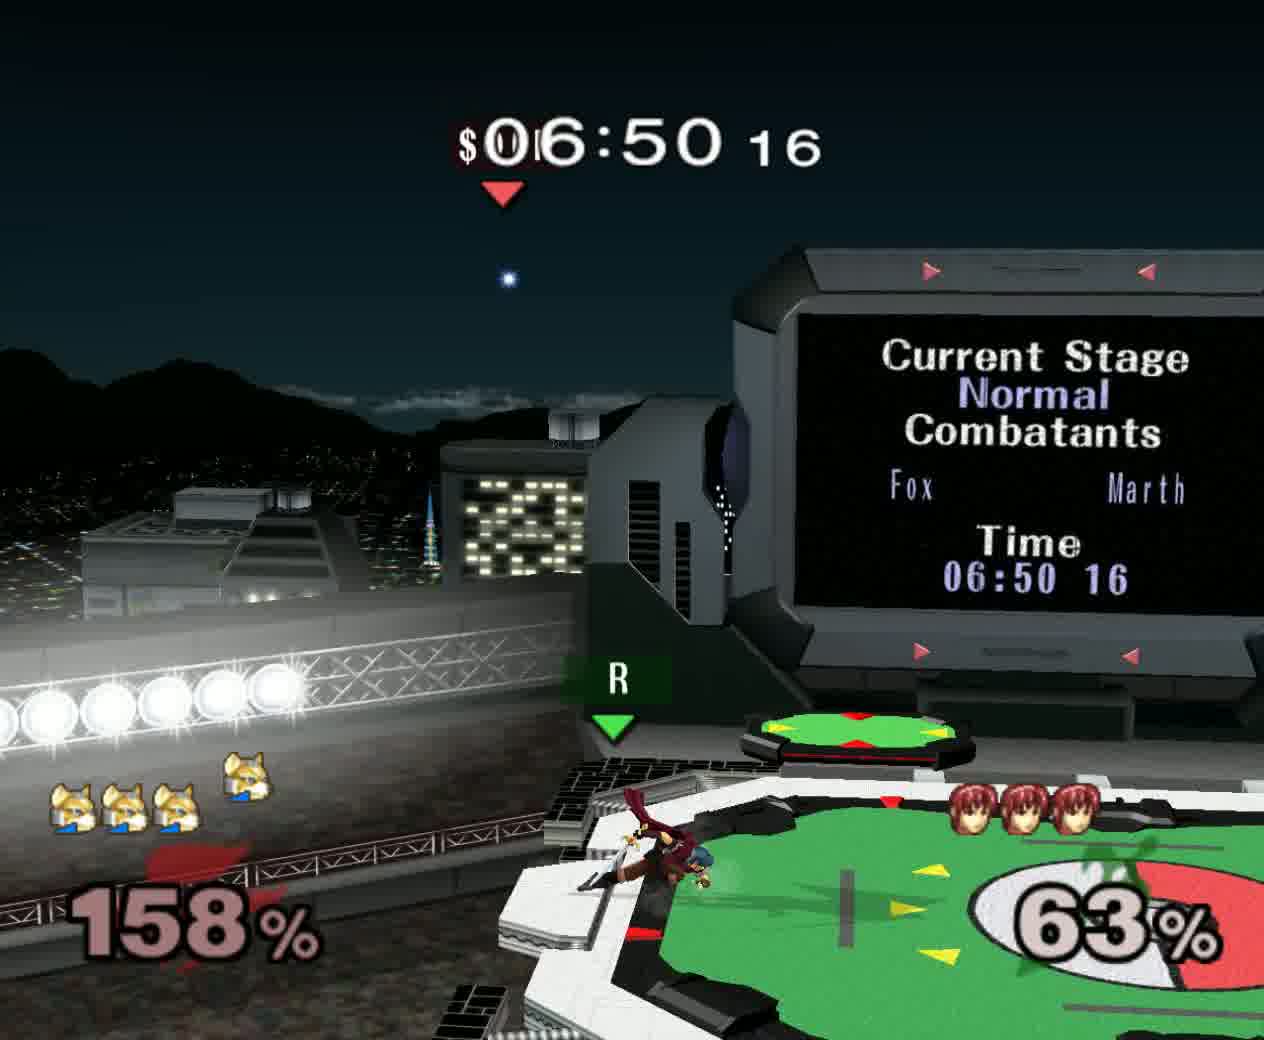 06:50 16
Current Stage
Normal
Combatants
Fox Marth
Time
06:50 16
R
158%
63%